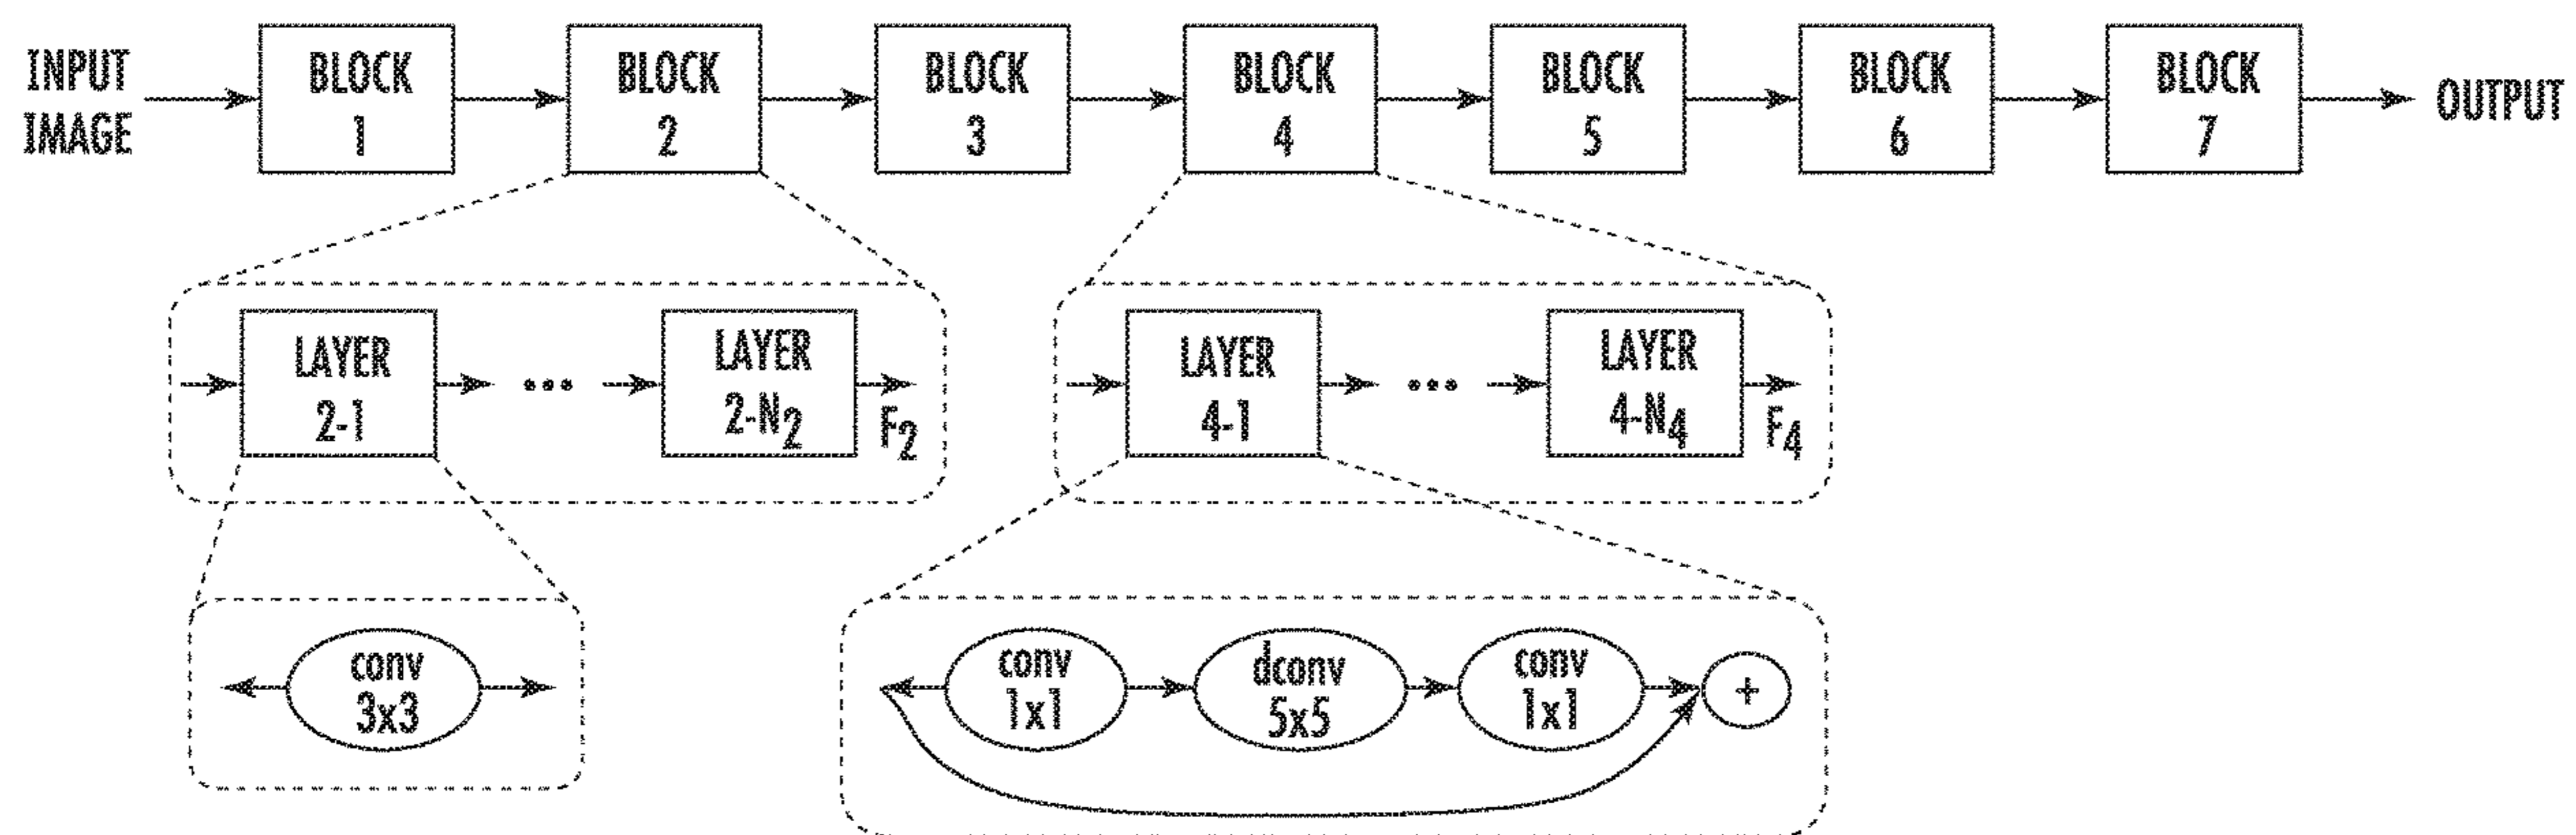 INPUT
IMAGE
BLOCK
1
BLOCK
2
BLOCK
3
BLOCK
4
BLOCK
5
BLOCK
6
BLOCK
7
OUTPUT
LAYER
2-1
...
LAYER
2-N2
F2
LAYER
4-1
...
LAYER
4-N4
F4
conv
3x3
conv
1x1
dconv
5x5
conv
1x1
+